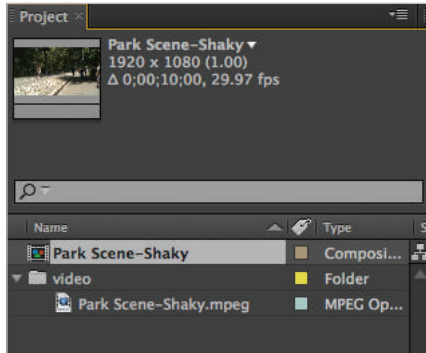 Project
Park Scene-Shaky
1920 x 1080 (1.00)
Δ 0;00;10;00, 29.97 fps
Name Type S
Park Scene-Shaky Composi...
video Folder
Park Scene-Shaky.mpeg MPEG Op...